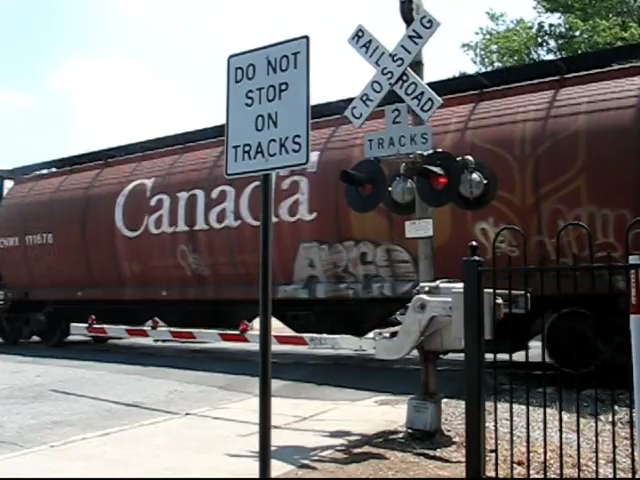 DO NOT
STOP
ON
TRACKS
RAIL ROAD
CROSSING
2
TRACKS
Canada
CNWX 111676